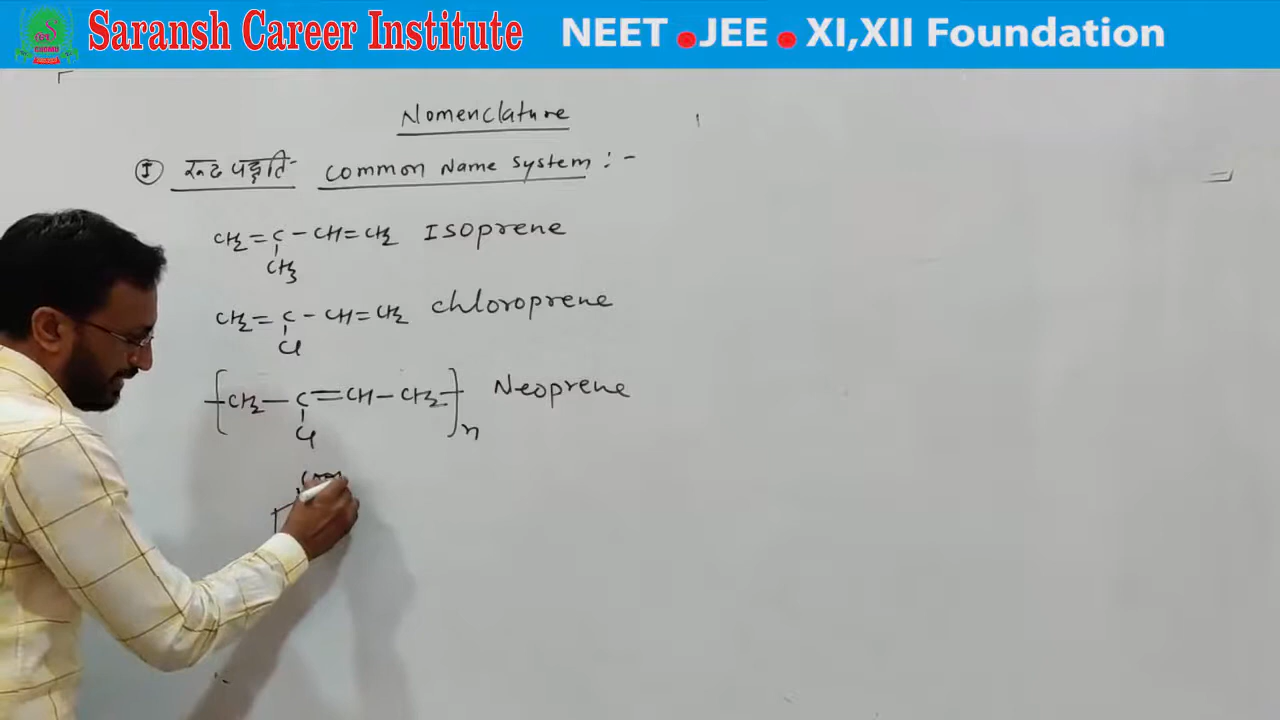 Saransh Career Institute
NEET • JEE • XI,XII Foundation
Nomenclature
I रूढ पद्धति Common Name System :-
CH2=C-CH=CH2 Isoprene
CH3
CH2=C-CH=CH2 Chloroprene
Cl
[CH2-C=CH-CH2]n Neoprene
Cl